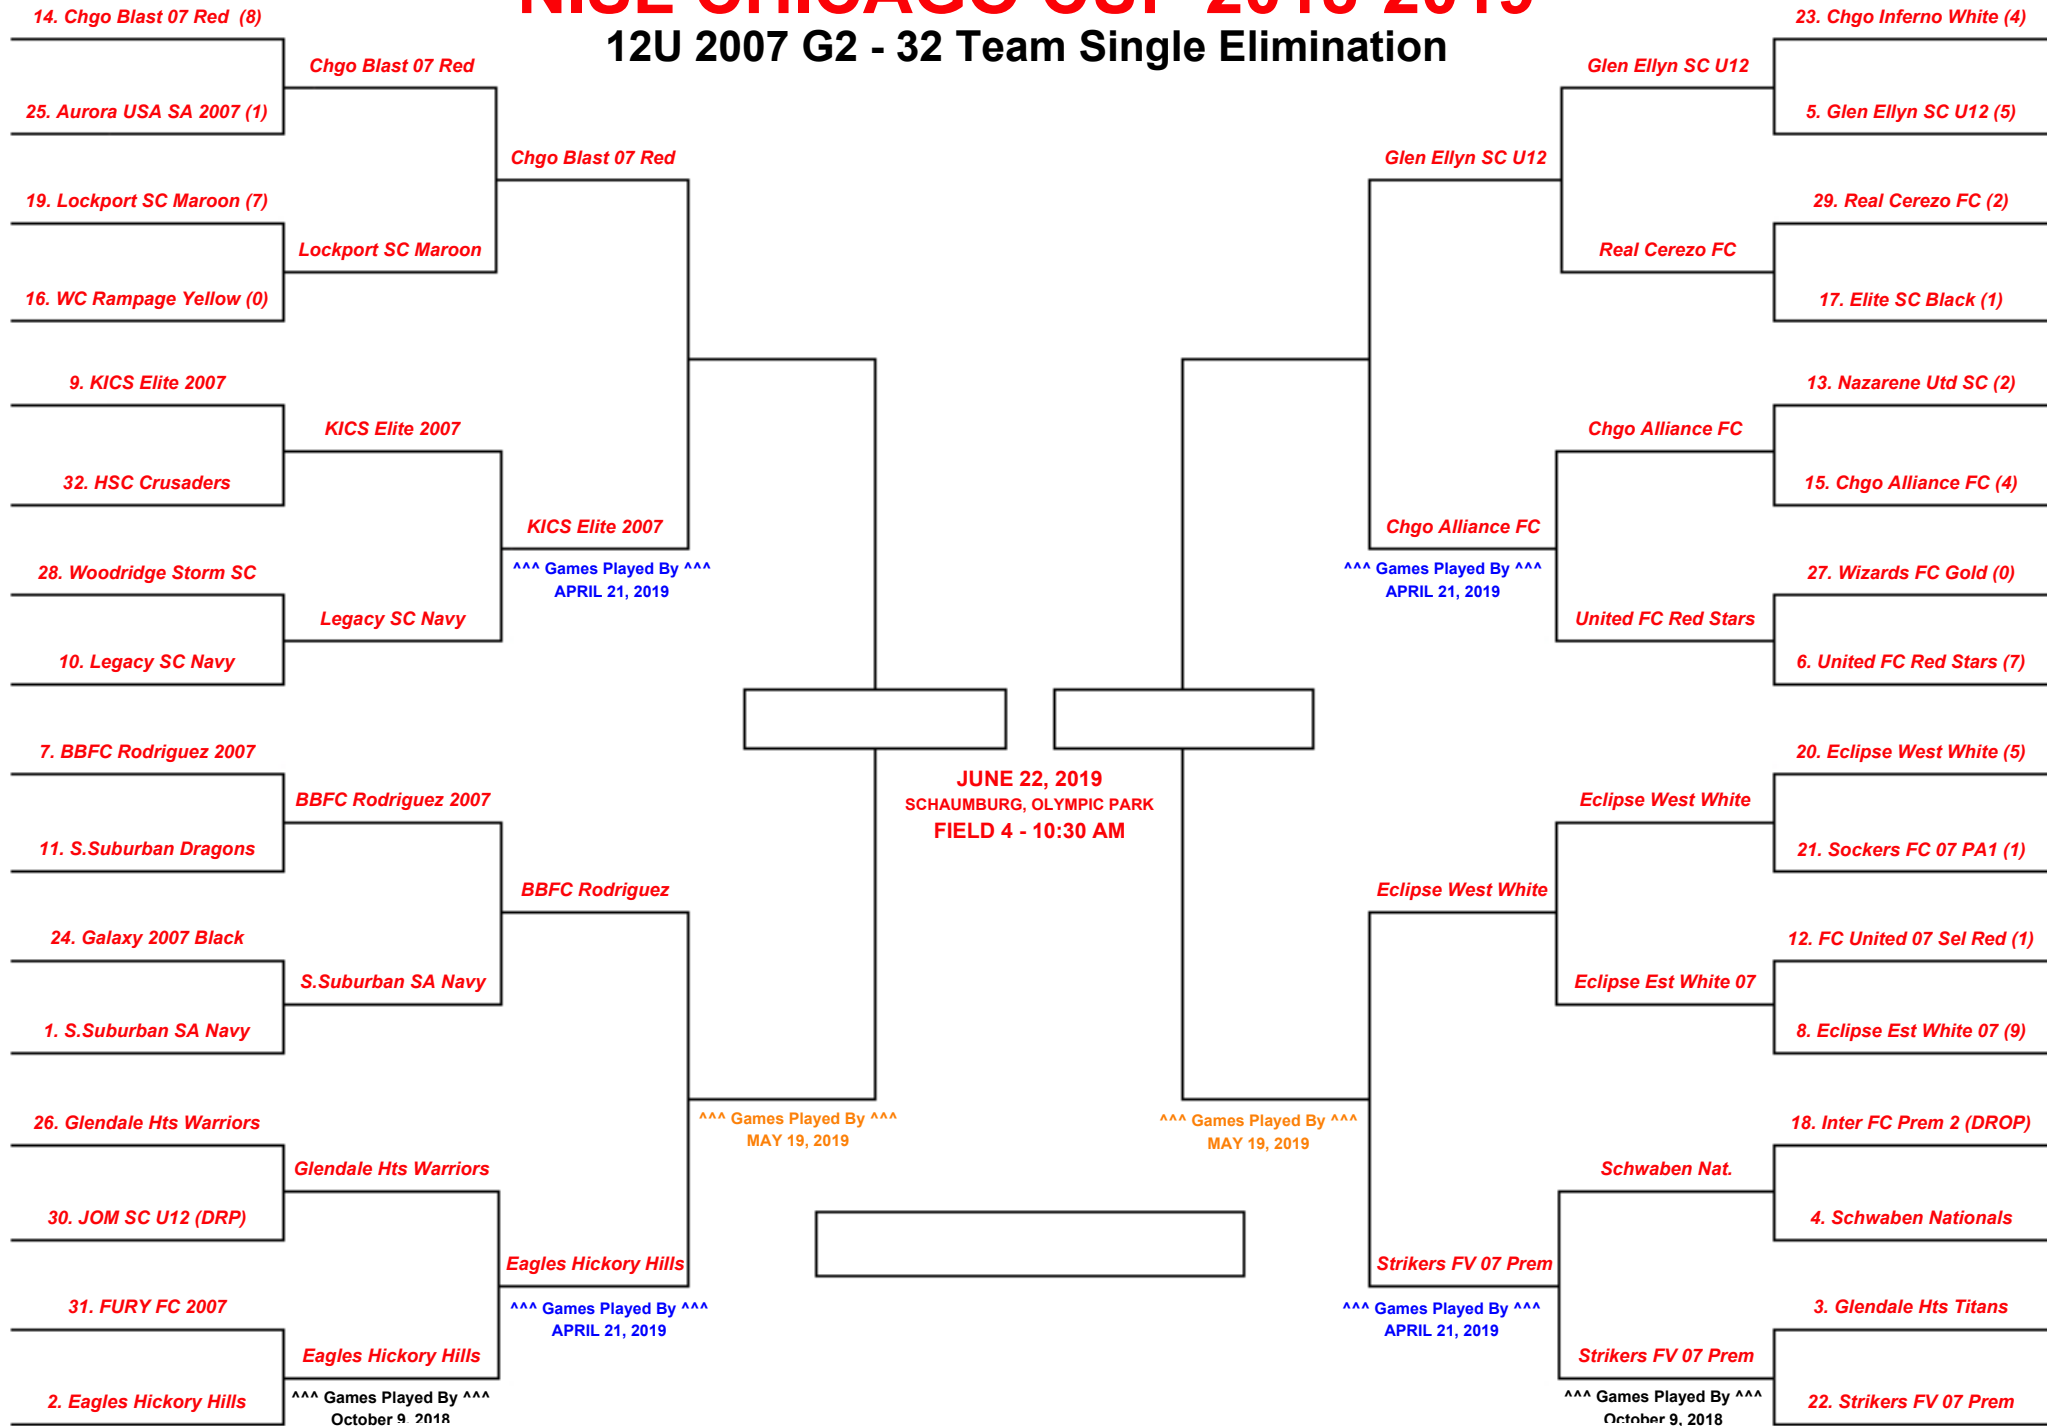 NISL CHICAGO CUP 2018-2019
12U 2007 G2 - 32 Team Single Elimination
14. Chgo Blast 07 Red (8)
Chgo Blast 07 Red
25. Aurora USA SA 2007 (1)
Chgo Blast 07 Red
19. Lockport SC Maroon (7)
Lockport SC Maroon
16. WC Rampage Yellow (0)
9. KICS Elite 2007
KICS Elite 2007
32. HSC Crusaders
KICS Elite 2007
^^^ Games Played By ^^^
APRIL 21, 2019
28. Woodridge Storm SC
Legacy SC Navy
10. Legacy SC Navy
7. BBFC Rodriguez 2007
BBFC Rodriguez 2007
11. S.Suburban Dragons
BBFC Rodriguez
24. Galaxy 2007 Black
S.Suburban SA Navy
1. S.Suburban SA Navy
^^^ Games Played By ^^^
MAY 19, 2019
26. Glendale Hts Warriors
Glendale Hts Warriors
30. JOM SC U12 (DRP)
Eagles Hickory Hills
^^^ Games Played By ^^^
APRIL 21, 2019
31. FURY FC 2007
Eagles Hickory Hills
2. Eagles Hickory Hills
^^^ Games Played By ^^^
October 9, 2018
JUNE 22, 2019
SCHAUMBURG, OLYMPIC PARK
FIELD 4 - 10:30 AM
23. Chgo Inferno White (4)
Glen Ellyn SC U12
5. Glen Ellyn SC U12 (5)
Glen Ellyn SC U12
29. Real Cerezo FC (2)
Real Cerezo FC
17. Elite SC Black (1)
13. Nazarene Utd SC (2)
Chgo Alliance FC
15. Chgo Alliance FC (4)
Chgo Alliance FC
^^^ Games Played By ^^^
APRIL 21, 2019
27. Wizards FC Gold (0)
United FC Red Stars
6. United FC Red Stars (7)
20. Eclipse West White (5)
Eclipse West White
21. Sockers FC 07 PA1 (1)
Eclipse West White
12. FC United 07 Sel Red (1)
Eclipse Est White 07
8. Eclipse Est White 07 (9)
^^^ Games Played By ^^^
MAY 19, 2019
18. Inter FC Prem 2 (DROP)
Schwaben Nat.
4. Schwaben Nationals
Strikers FV 07 Prem
^^^ Games Played By ^^^
APRIL 21, 2019
3. Glendale Hts Titans
Strikers FV 07 Prem
22. Strikers FV 07 Prem
^^^ Games Played By ^^^
October 9, 2018